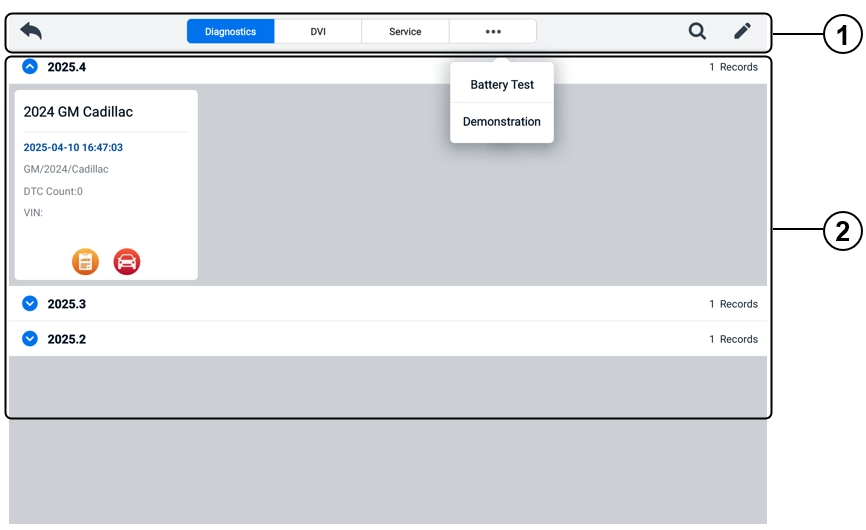 Diagnostics DVI Service •••
1
2025.4 1 Records
Battery Test
Demonstration
2024 GM Cadillac
2025-04-10 16:47:03
GM/2024/Cadillac
DTC Count:0
VIN:
2
2025.3 1 Records
2025.2 1 Records